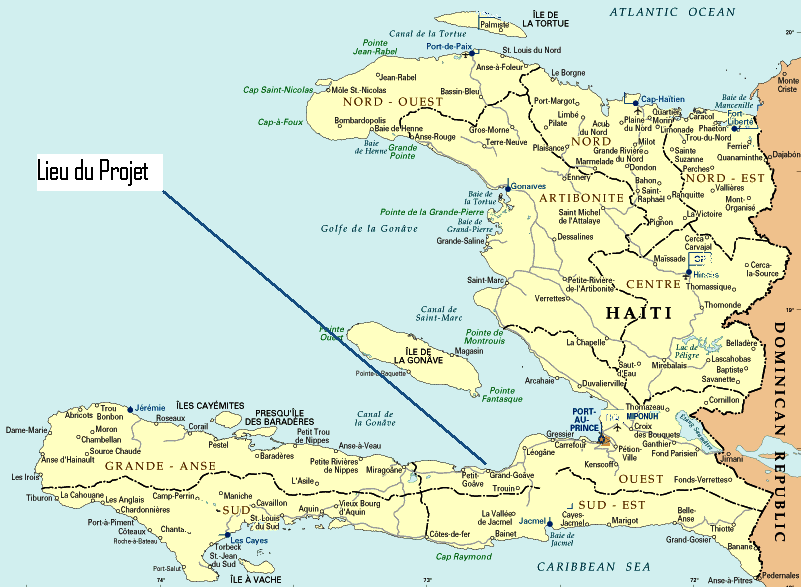 ATLANTIC OCEAN
ÎLE DE
LA TORTUE
Palmiste
Canal de la Tortue
Port-de-Paix
St. Louis du Nord
Pointe
Jean-Rabel
Anse-à-Foleur
Le Borgne
20°
Monte
Criste
Jean-Rabel
Cap Saint-Nicolas
Môle St.-Nicolas
Bassin-Bleu
Port-Margot
Cap-Haïtien
Baie de
Mancenille
NORD - OUEST
Limbé
Pilate
Acub
du Nord
Plaine
du Nord
Quartier
Morin
Limonade
Caracol
Fort-
Liberté
Phaéton
Cap-à-Foux
Bombardopolis
Baie de Henne
Anse-Rouge
Gros-Morne
Terre-Neuve
Trou-du-Nord
Ferrier
Baie
de Henne
Grande
Pointe
Plaisance
NORD
Milot
Grande Rivière
du Nord
Sainte
Suzanne
Ouanaminthe
Dajabón
Marmelade
Dondon
Perches
Lieu du Projet
Ennery
Bahon
NORD - EST
Gonaïves
Saint-
Raphaël
Ranquitte
Vallières
Baie de
la Tortue
ARTIBONITE
Mont-
Organisé
Pointe de la Grande-Pierre
Saint Michel
de l'Attalaye
La Victoire
Pignon
Baie de
Grand-Pierre
Golfe de la Gonâve
Grande-Saline
Dessalines
Cerca
Carvajal
Maïssade
Cerca-
la-Source
Hinche
Saint-Marc
Petite-Rivière-
de-l'Artibonite
CENTRE
Thomassique
Verrettes
Thomonde
19°
Canal de
Saint-Marc
HAITI
Pointe
Ouest
Pointe de
Montrouis
La Chapelle
Lac de
Péligre
Belladère
ÎLE DE
LA GONÂVE
Magasin
Lascahobas
Saut-
d'Eau
Mirebalais
Baptiste
Savanette
Pointe-à-Raquette
Arcahaie
Duvalierville
Pointe
Fantasque
Cornillon
DOMINICAN REPUBLIC
ÎLES CAYÉMITES
Jérémie
Trou
Bonbon
Abricots
Roseaux
Corail
PRESQU'ÎLE
DE BARADÈRES
Canal de
la Gonâve
PORT-
AU-
PRINCE
Thomazeau
MIPONUH
Croix
des Bouquets
Ganthier
Etang Saumâtre
Dame-Marie
Moron
Chambellan
Pestel
Petit Trou
de Nippes
Gressier
Carrefour
Pétion-
Ville
Fond Parisien
Jimani
Source Chaude
Anse-à-Veau
Anse d'Hainault
Baradères
Petite Rivières
de Nippes
Miragoâne
Kenscoff
GRANDE - ANSE
Les Irois
L'Asile
Petit
Goâve
Grand-Goâve
Trouin
OUEST
Fonds-Verrettes
Tiburon
La Cahouane
Les Anglais
Camp-Perrin
Maniche
Cavaillon
Chardonnières
Aquin
Vieux Bourg
d'Aquin
SUD - EST
SUD
St. Louis
du Sud
La Vallée
de Jacmel
Cayes-
Jacmel
Port-à-Piment
Côteaux
Roche-à-Bateau
Chanta.
Jacmel
Marigot
Belle-
Anse
Thiotte
Les Cayes
Torbeck
Côtes-de-fer
Bainet
Baie de
Jacmel
Grand-Gosier
Banane
St.-Jean
du Sud
Cap Raymond
Port-Salut
ÎLE À VACHE
CARIBBEAN SEA
Anse-à-Pitres
Pedernales
74°
73°
72°